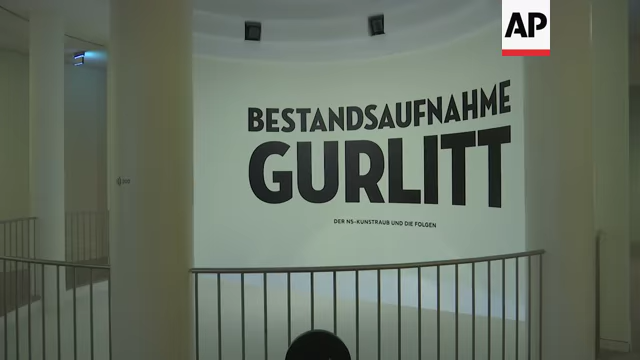 AP
BESTANDSAUFNAHME
GURLITT
DER NS-KUNSTRAUB UND DIE FOLGEN